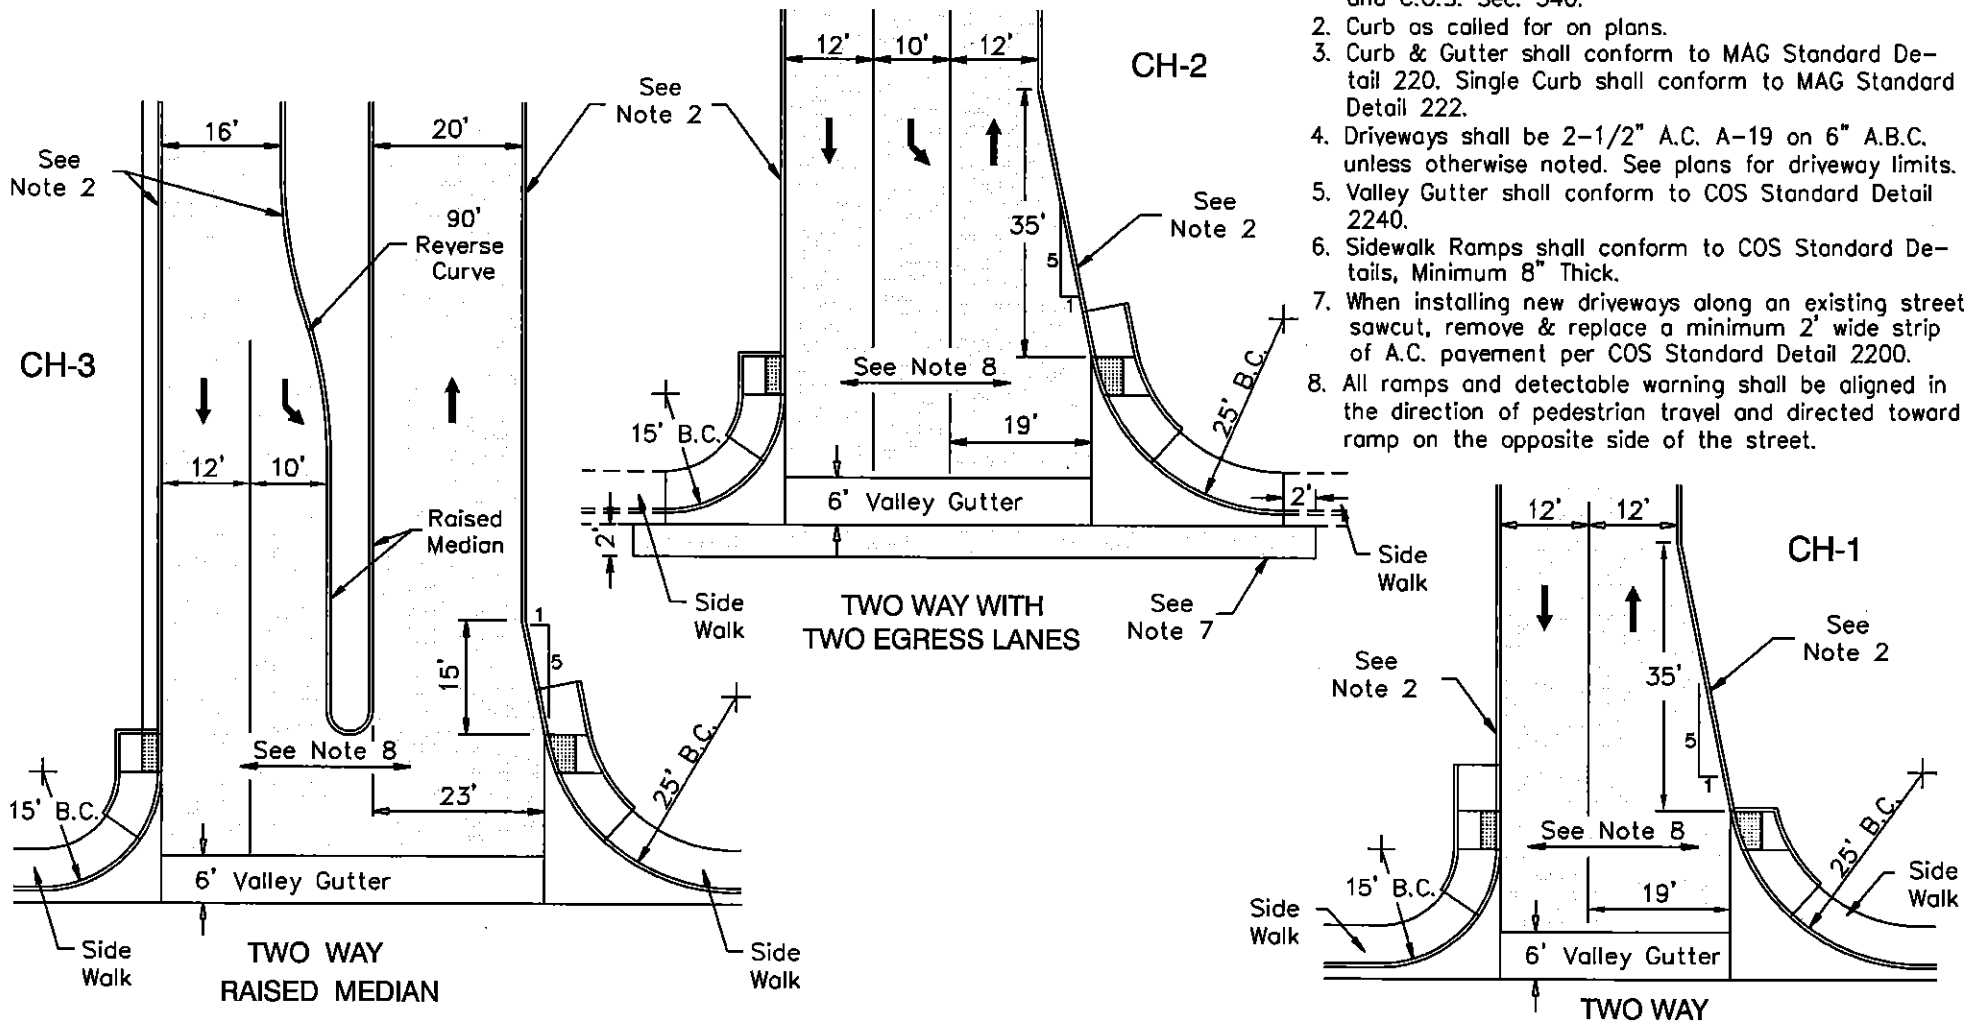 and C.O.S. Sec. 340.
2. Curb as called for on plans.
3. Curb & Gutter shall conform to MAG Standard De-
tail 220. Single Curb shall conform to MAG Standard
Detail 222.
4. Driveways shall be 2-1/2" A.C. A-19 on 6" A.B.C.
unless otherwise noted. See plans for driveway limits.
5. Valley Gutter shall conform to COS Standard Detail
2240.
6. Sidewalk Ramps shall conform to COS Standard De-
tails, Minimum 8" Thick.
7. When installing new driveways along an existing street
sawcut, remove & replace a minimum 2' wide strip
of A.C. pavement per COS Standard Detail 2200.
8. All ramps and detectable warning shall be aligned in
the direction of pedestrian travel and directed toward
ramp on the opposite side of the street.
CH-3
16'
20'
See
Note 2
90'
Reverse
Curve
12'
10'
Raised
Median
15'
1
5
See Note 8
23'
15' B.C.
25' B.C.
6' Valley Gutter
Side
Walk
Side
Walk
TWO WAY
RAISED MEDIAN
See
Note 2
CH-2
12'
10'
12'
35'
5
1
See
Note 2
See Note 8
19'
15' B.C.
25' B.C.
6' Valley Gutter
2'
2'
Side
Walk
Side
Walk
See
Note 7
TWO WAY WITH
TWO EGRESS LANES
CH-1
12'
12'
35'
5
1
See
Note 2
See
Note 2
See Note 8
19'
15' B.C.
25' B.C.
6' Valley Gutter
Side
Walk
Side
Walk
TWO WAY